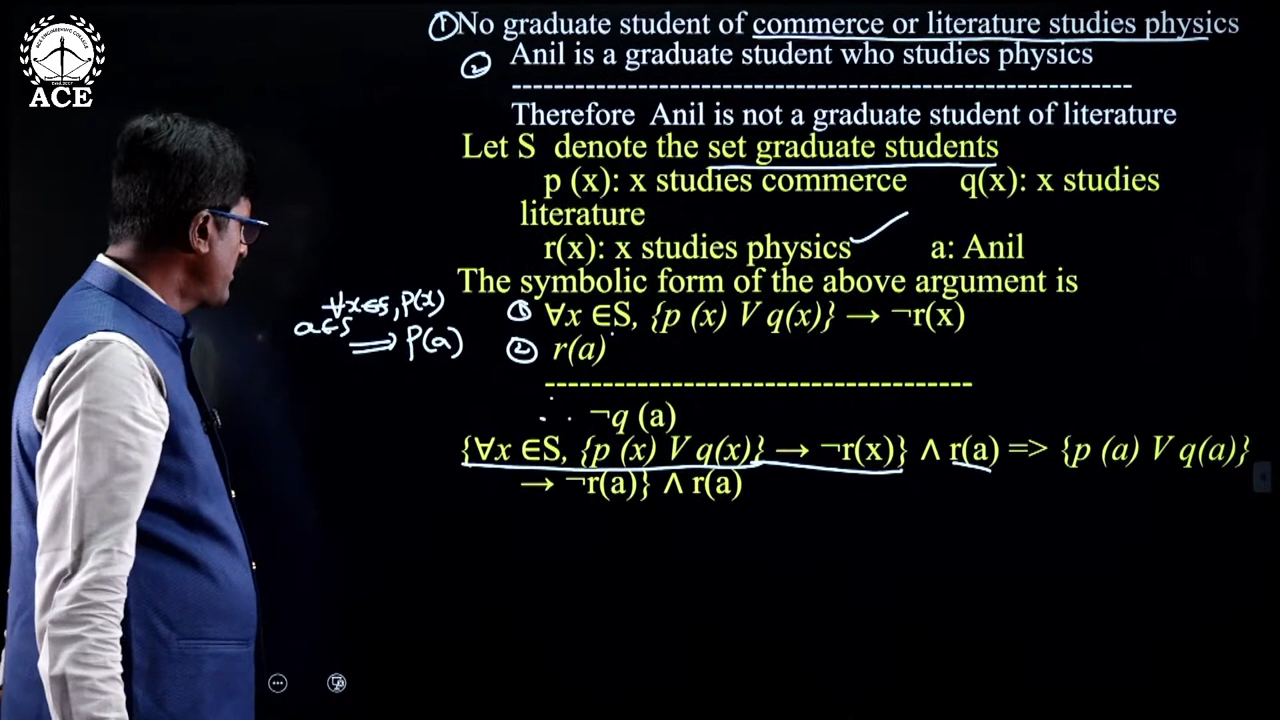 ① No graduate student of commerce or literature studies physics
② Anil is a graduate student who studies physics
------------------------------------------------------------
Therefore Anil is not a graduate student of literature
Let S denote the set graduate students
p (x): x studies commerce q(x): x studies
literature
r(x): x studies physics a: Anil
The symbolic form of the above argument is
① ∀x ∈S, {p (x) V q(x)} → ¬r(x)
② r(a)
------------------------------------
∴ ¬q (a)
{∀x ∈S, {p (x) V q(x)} → ¬r(x)} ∧ r(a) => {p (a) V q(a)}
→ ¬r(a)} ∧ r(a)
∀x∈S, P(x)
a∈S
⟹ P(a)
ACE